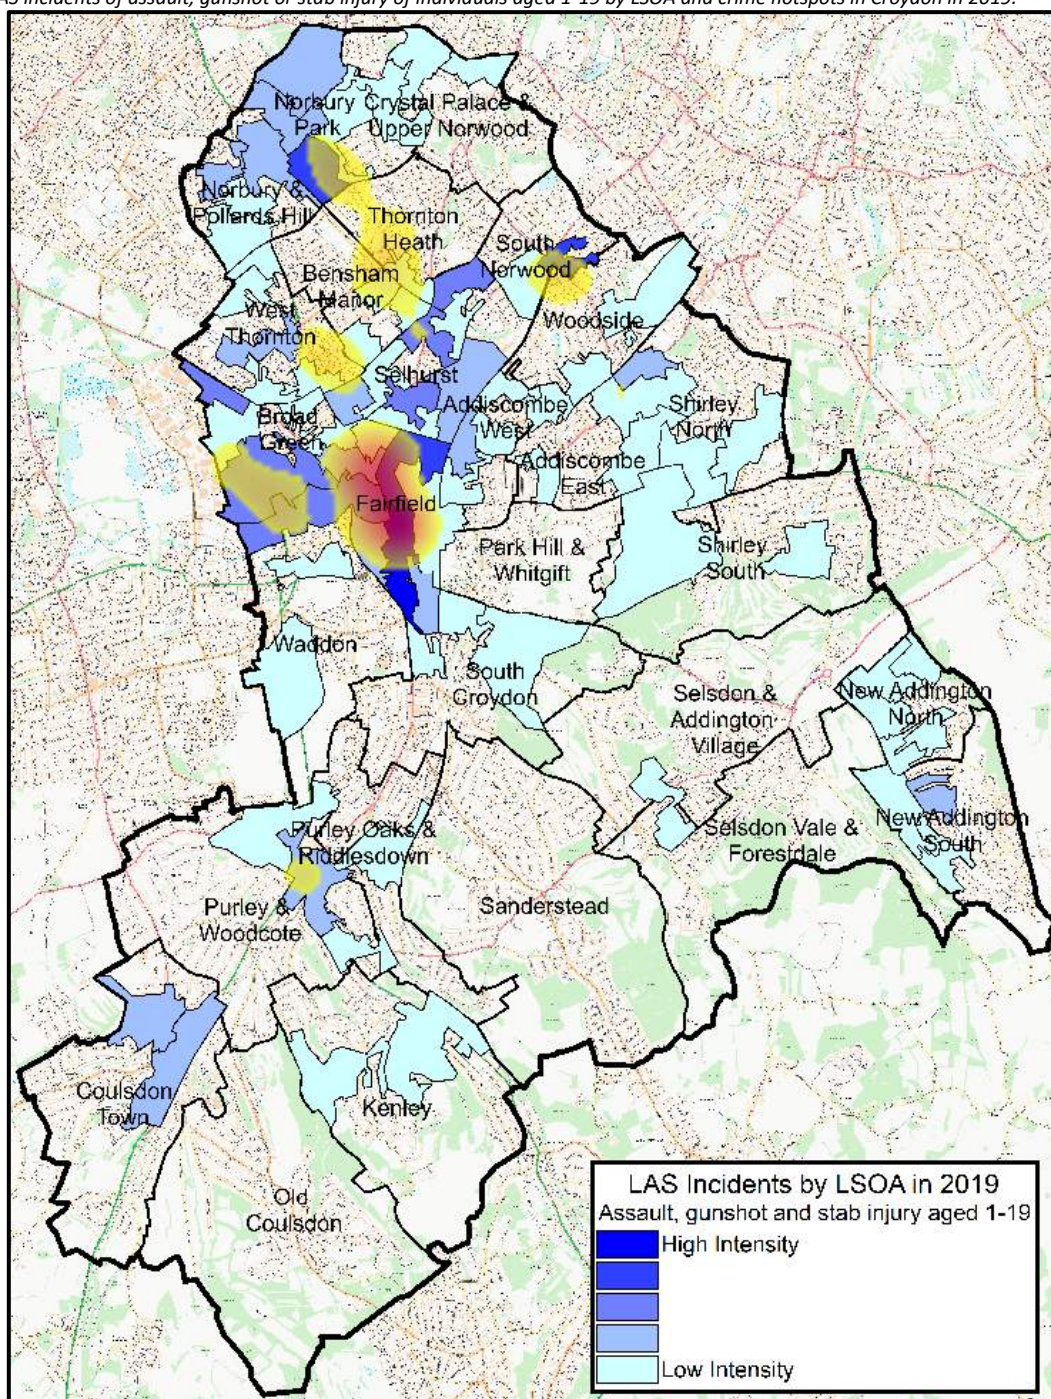 LAS incidents of assault, gunshot or stab injury of individuals aged 1-19 by LSOA and crime hotspots in Croydon in 2019.
Norbury
Park
Crystal Palace &
Upper Norwood
Norbury &
Pollards Hill
Thornton
Heath
South
Norwood
Bensham
Manor
West
Thornton
Woodside
Selhurst
Addiscombe
West
Shirley
North
Broad
Green
Addiscombe
East
Fairfield
Park Hill &
Whitgift
Shirley
South
Waddon
South
Croydon
Selsdon &
Addington
Village
New Addington
North
Purley Oaks &
Riddlesdown
Selsdon Vale &
Forestdale
New Addington
South
Purley &
Woodcote
Sanderstead
Coulsdon
Town
Kenley
Old
Coulsdon
LAS Incidents by LSOA in 2019
Assault, gunshot and stab injury aged 1-19
High Intensity
Low Intensity